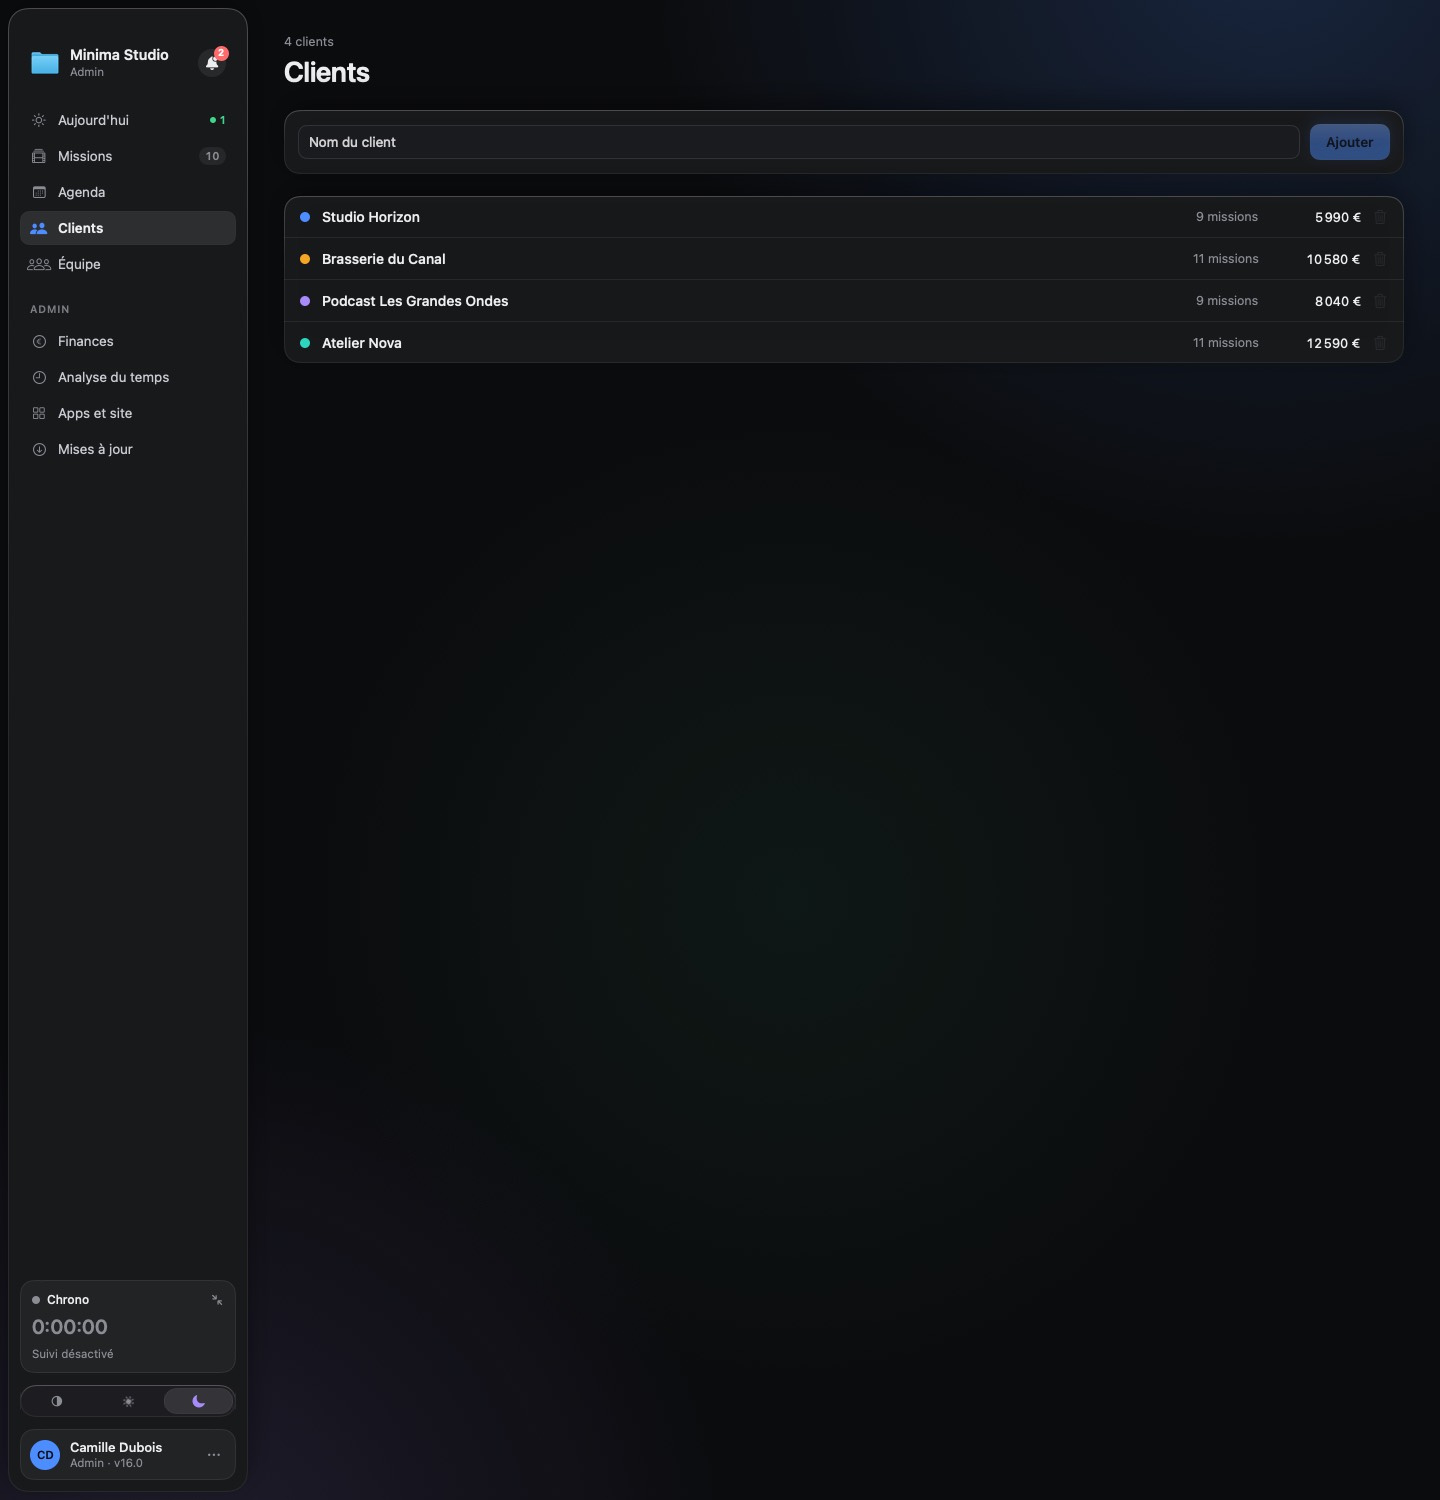 Minima Studio
Admin
2
Aujourd'hui
1
Missions
10
Agenda
Clients
Équipe
ADMIN
Finances
Analyse du temps
Apps et site
Mises à jour
Chrono
0:00:00
Suivi désactivé
CD
Camille Dubois
Admin · v16.0
4 clients
Clients
Nom du client
Ajouter
Studio Horizon 9 missions 5 990 €
Brasserie du Canal 11 missions 10 580 €
Podcast Les Grandes Ondes 9 missions 8 040 €
Atelier Nova 11 missions 12 590 €